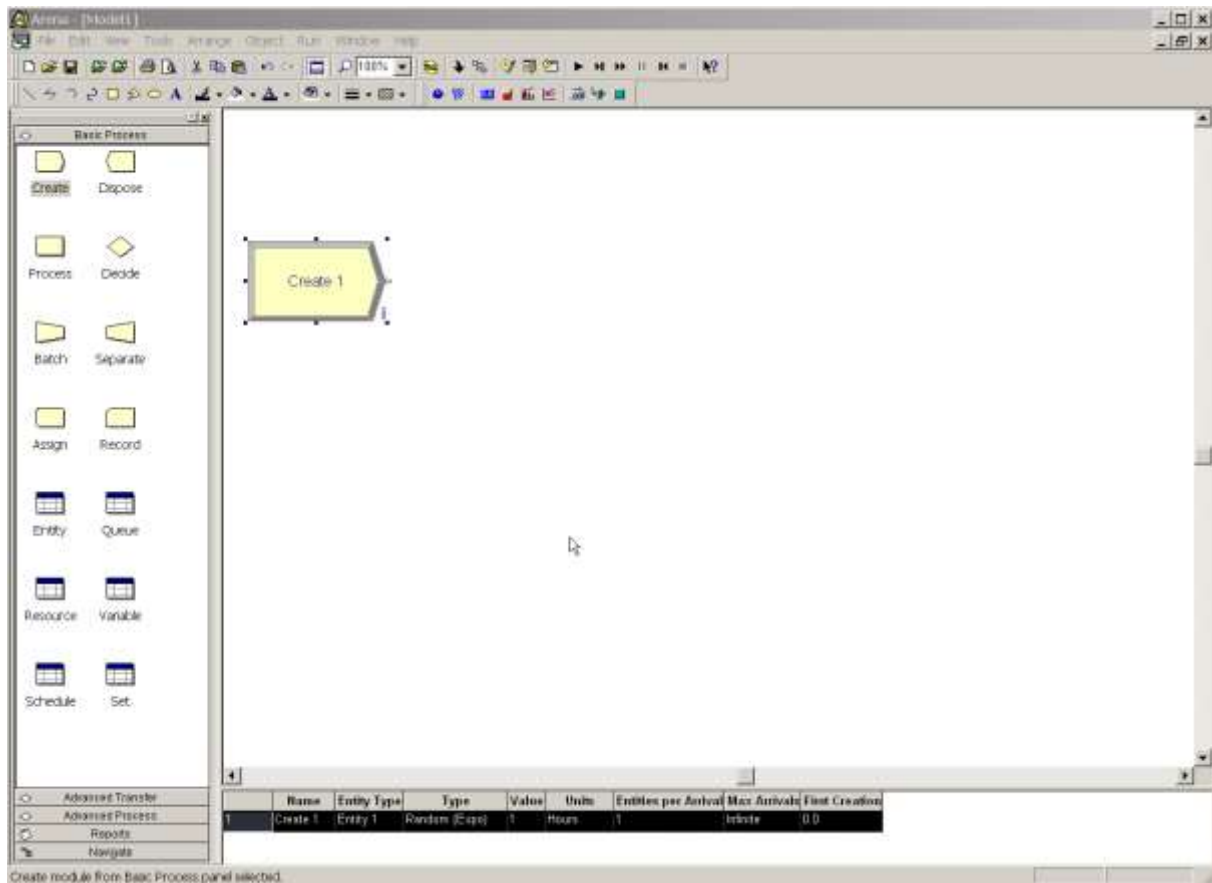 Arena - [Model1]
File Edit View Tools Arrange Object Run Window Help
100%
Basic Process
Create Dispose
Process Decide
Batch Separate
Assign Record
Entity Queue
Resource Variable
Schedule Set
Create 1
Advanced Transfer
Advanced Process
Reports
Navigate
Name Entity Type Type Value Units Entities per Arrival Max Arrivals First Creation
1 Create 1 Entity 1 Random (Expo) 1 Hours 1 Infinite 0.0
Create module from Basic Process panel selected.